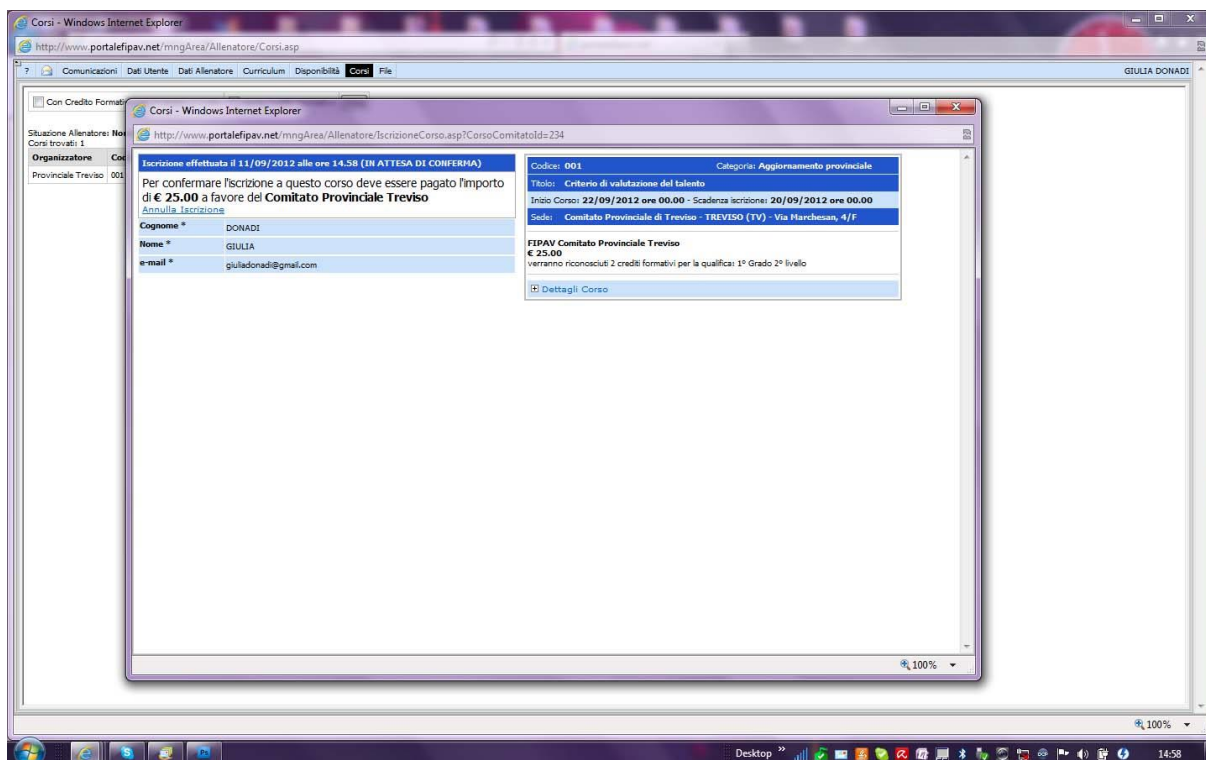 Corsi - Windows Internet Explorer
http://www.portalefipav.net/mngArea/Allenatore/Corsi.asp
? Comunicazioni Dati Utente Dati Allenatore Curriculum Disponibilità Corsi File GIULIA DONADI
Con Credito Formati
Situazione Allenatore: No
Corsi trovati: 1
Organizzatore Cod
Provinciale Treviso 001
Corsi - Windows Internet Explorer
http://www.portalefipav.net/mngArea/Allenatore/IscrizioneCorso.asp?CorsoComitatoId=234
Iscrizione effettuata il 11/09/2012 alle ore 14.58 (IN ATTESA DI CONFERMA)
Per confermare l'iscrizione a questo corso deve essere pagato l'importo
di € 25.00 a favore del Comitato Provinciale Treviso
Annulla Iscrizione
Cognome * DONADI
Nome * GIULIA
e-mail * giuliadonadi@gmail.com
Codice: 001 Categoria: Aggiornamento provinciale
Titolo: Criterio di valutazione del talento
Inizio Corso: 22/09/2012 ore 00.00 - Scadenza iscrizione: 20/09/2012 ore 00.00
Sede: Comitato Provinciale di Treviso - TREVISO (TV) - Via Marchesan, 4/F
FIPAV Comitato Provinciale Treviso
€ 25.00
verranno riconosciuti 2 crediti formativi per la qualifica: 1° Grado 2° livello
Dettagli Corso
100%
100%
Desktop » 14:58